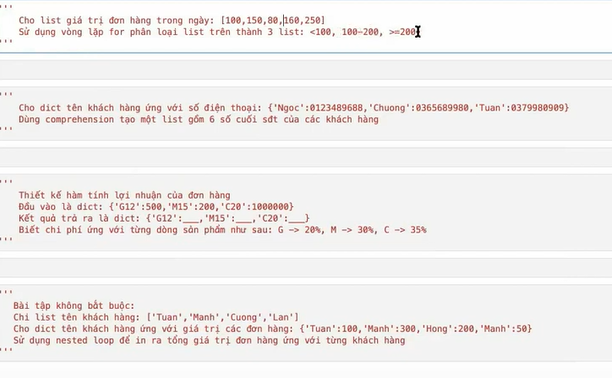 '''
Cho list giá trị đơn hàng trong ngày: [100,150,80,160,250]
Sử dụng vòng lặp for phân loại list trên thành 3 list: <100, 100-200, >=200
'''
'''
Cho dict tên khách hàng ứng với số điện thoại: {'Ngoc':0123489688,'Chuong':0365689980,'Tuan':0379980909}
Dùng comprehension tạo một list gồm 6 số cuối sđt của các khách hàng
'''
'''
Thiết kế hàm tính lợi nhuận của đơn hàng
Đầu vào là dict: {'G12':500,'M15':200,'C20':1000000}
Kết quả trả ra là dict: {'G12':___,'M15':___,'C20':___}
Biết chi phí ứng với từng dòng sản phẩm như sau: G -> 20%, M -> 30%, C -> 35%
'''
'''
Bài tập không bắt buộc:
Chi list tên khách hàng: ['Tuan','Manh','Cuong','Lan']
Cho dict tên khách hàng ứng với giá trị các đơn hàng: {'Tuan':100,'Manh':300,'Hong':200,'Manh':50}
Sử dụng nested loop để in ra tổng giá trị đơn hàng ứng với từng khách hàng
'''